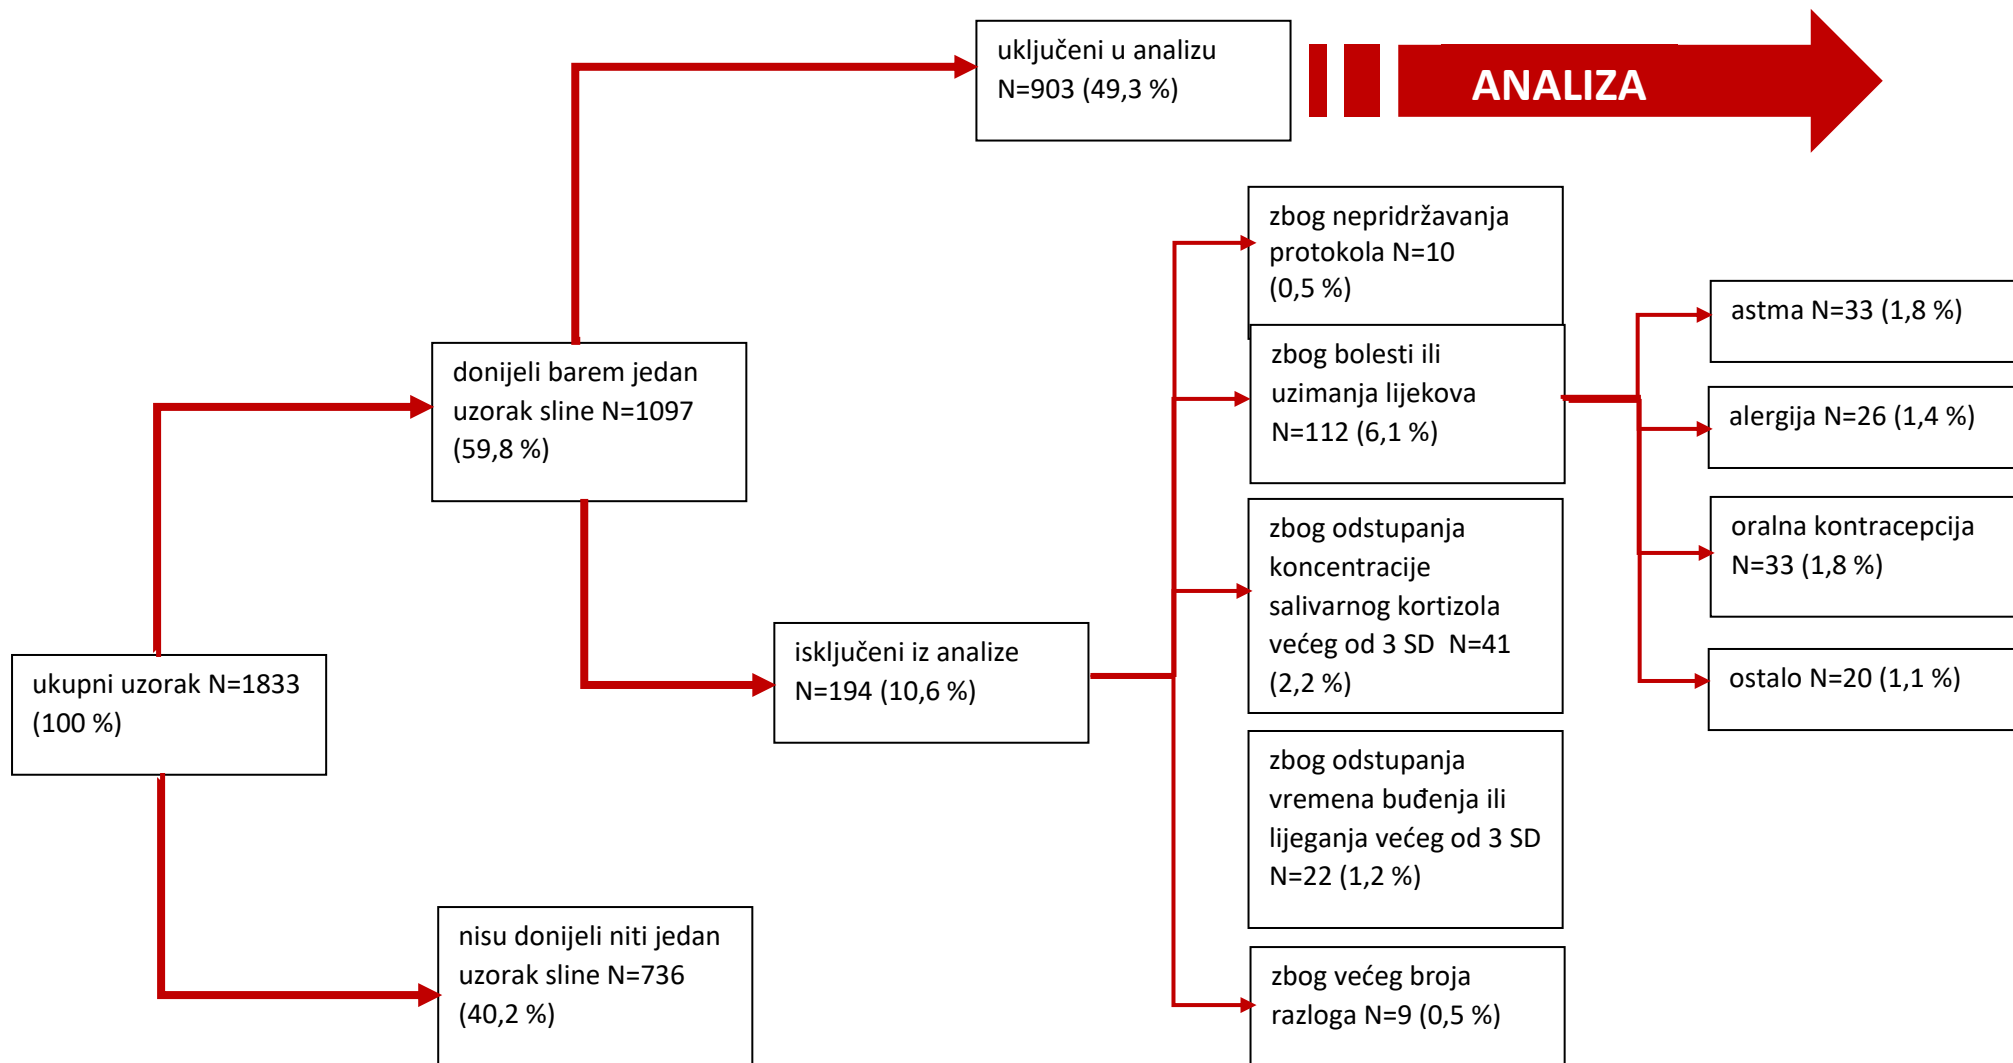 uključeni u analizu
N=903 (49,3 %)
ANALIZA
zbog nepridržavanja
protokola N=10
(0,5 %)
astma N=33 (1,8 %)
donijeli barem jedan
uzorak sline N=1097
(59,8 %)
zbog bolesti ili
uzimanja lijekova
N=112 (6,1 %)
alergija N=26 (1,4 %)
zbog odstupanja
koncentracije
salivarnog kortizola
većeg od 3 SD  N=41
(2,2 %)
oralna kontracepcija
N=33 (1,8 %)
isključeni iz analize
N=194 (10,6 %)
ukupni uzorak N=1833
(100 %)
ostalo N=20 (1,1 %)
zbog odstupanja
vremena buđenja ili
lijeganja većeg od 3 SD
N=22 (1,2 %)
nisu donijeli niti jedan
uzorak sline N=736
(40,2 %)
zbog većeg broja
razloga N=9 (0,5 %)